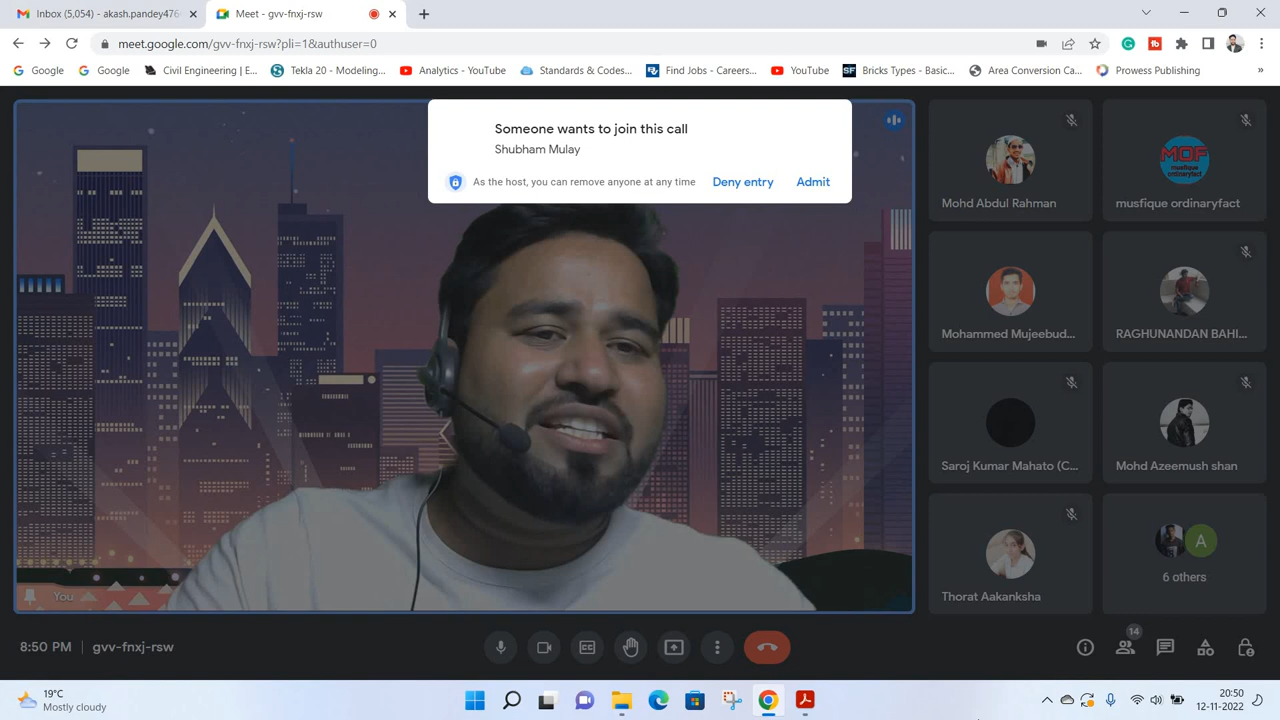 Inbox (5,054) - akash.pandey476
Meet - gvv-fnxj-rsw
meet.google.com/gvv-fnxj-rsw?pli=1&authuser=0
Google
Google
Civil Engineering | E...
Tekla 20 - Modeling...
Analytics - YouTube
Standards & Codes...
Find Jobs - Careers...
YouTube
SF
Bricks Types - Basic...
Area Conversion Ca...
Prowess Publishing
»
Someone wants to join this call
Shubham Mulay
As the host, you can remove anyone at any time
Deny entry
Admit
Mohd Abdul Rahman
MOF
musfique
ordinaryfact
musfique ordinaryfact
Mohammed Mujeebud...
RAGHUNANDAN BAHI...
Saroj Kumar Mahato (C...
Mohd Azeemush shan
Thorat Aakanksha
A
6 others
You
8:50 PM | gvv-fnxj-rsw
14
19°C
Mostly cloudy
20:50
12-11-2022